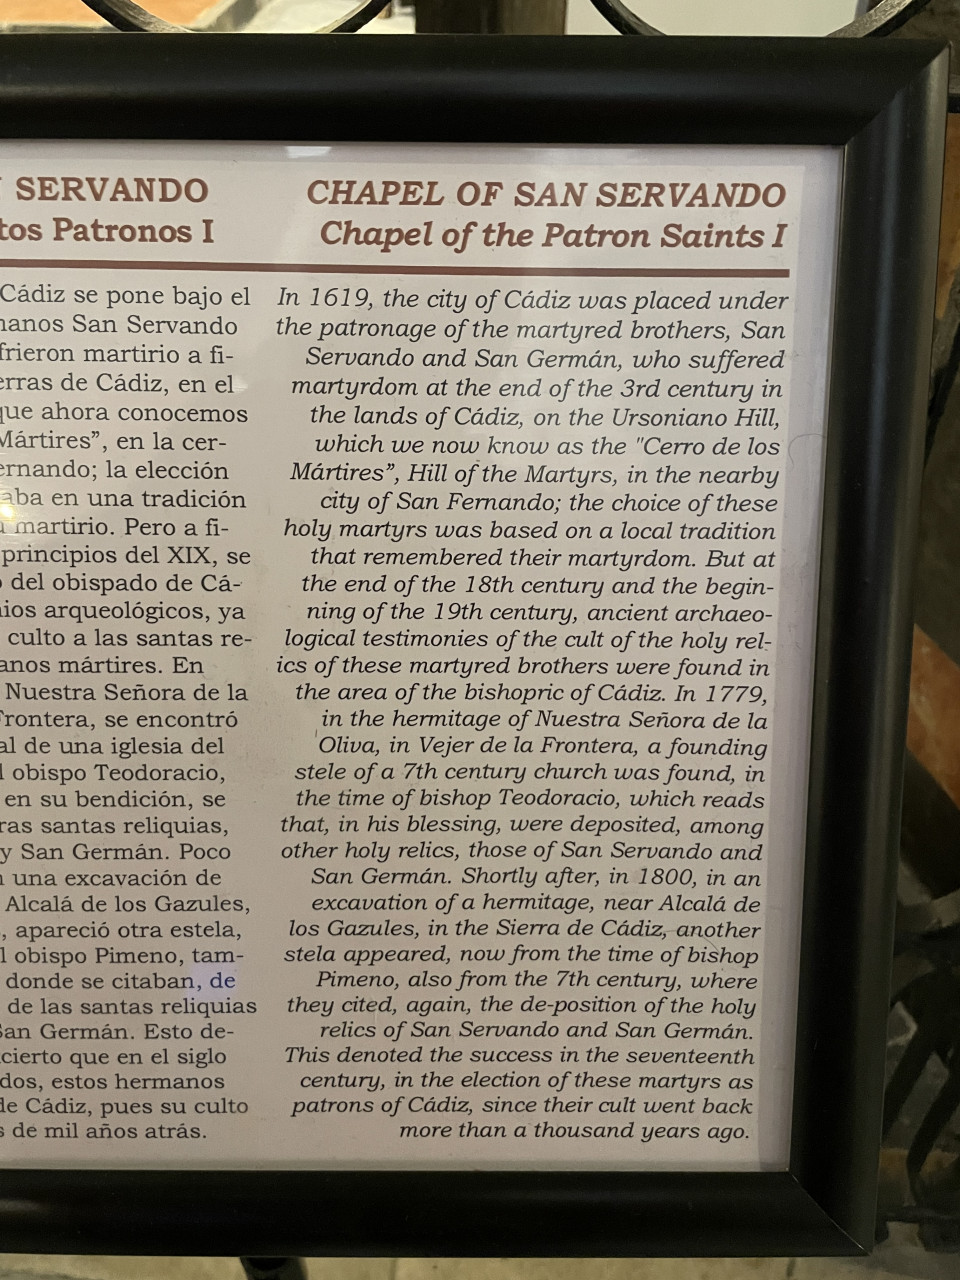 SERVANDO
tos Patronos I
Cádiz se pone bajo el
manos San Servando
frieron martirio a fi-
erras de Cádiz, en el
que ahora conocemos
Mártires”, en la cer-
ernando; la elección
aba en una tradición
martirio. Pero a fi-
principios del XIX, se
del obispado de Cá-
nios arqueológicos, ya
culto a las santas re-
anos mártires. En
Nuestra Señora de la
Frontera, se encontró
al de una iglesia del
l obispo Teodoracio,
en su bendición, se
ras santas reliquias,
y San Germán. Poco
una excavación de
Alcalá de los Gazules,
, apareció otra estela,
l obispo Pimeno, tam-
donde se citaban, de
de las santas reliquias
San Germán. Esto de-
cierto que en el siglo
dos, estos hermanos
de Cádiz, pues su culto
s de mil años atrás.
CHAPEL OF SAN SERVANDO
Chapel of the Patron Saints I
In 1619, the city of Cádiz was placed under
the patronage of the martyred brothers, San
Servando and San Germán, who suffered
martyrdom at the end of the 3rd century in
the lands of Cádiz, on the Ursoniano Hill,
which we now know as the "Cerro de los
Mártires”, Hill of the Martyrs, in the nearby
city of San Fernando; the choice of these
holy martyrs was based on a local tradition
that remembered their martyrdom. But at
the end of the 18th century and the begin-
ning of the 19th century, ancient archaeo-
logical testimonies of the cult of the holy rel-
ics of these martyred brothers were found in
the area of the bishopric of Cádiz. In 1779,
in the hermitage of Nuestra Señora de la
Oliva, in Vejer de la Frontera, a founding
stele of a 7th century church was found, in
the time of bishop Teodoracio, which reads
that, in his blessing, were deposited, among
other holy relics, those of San Servando and
San Germán. Shortly after, in 1800, in an
excavation of a hermitage, near Alcalá de
los Gazules, in the Sierra de Cádiz, another
stela appeared, now from the time of bishop
Pimeno, also from the 7th century, where
they cited, again, the de-position of the holy
relics of San Servando and San Germán.
This denoted the success in the seventeenth
century, in the election of these martyrs as
patrons of Cádiz, since their cult went back
more than a thousand years ago.